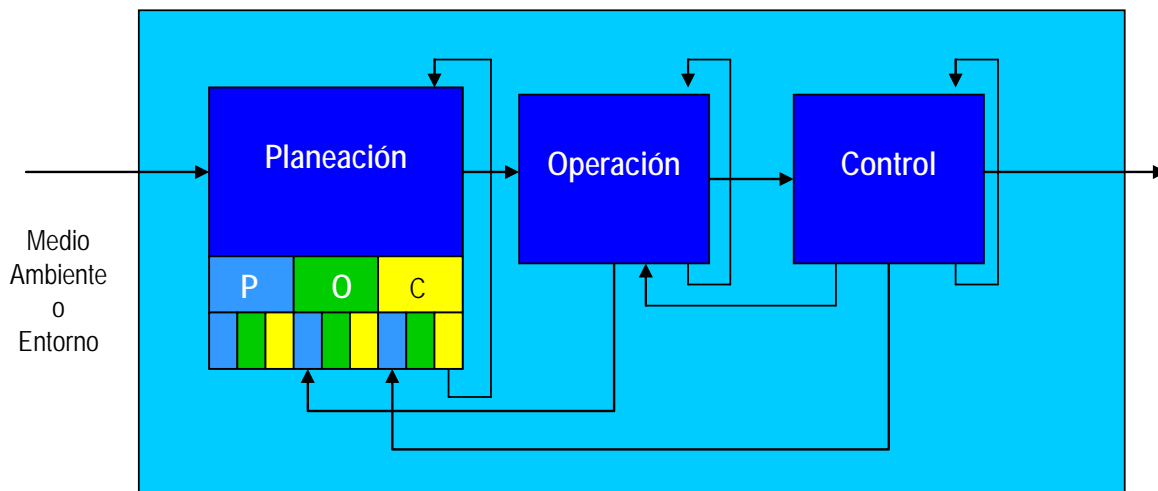 Planeación
Operación
Control
Medio
Ambiente
o
Entorno
P
O
C